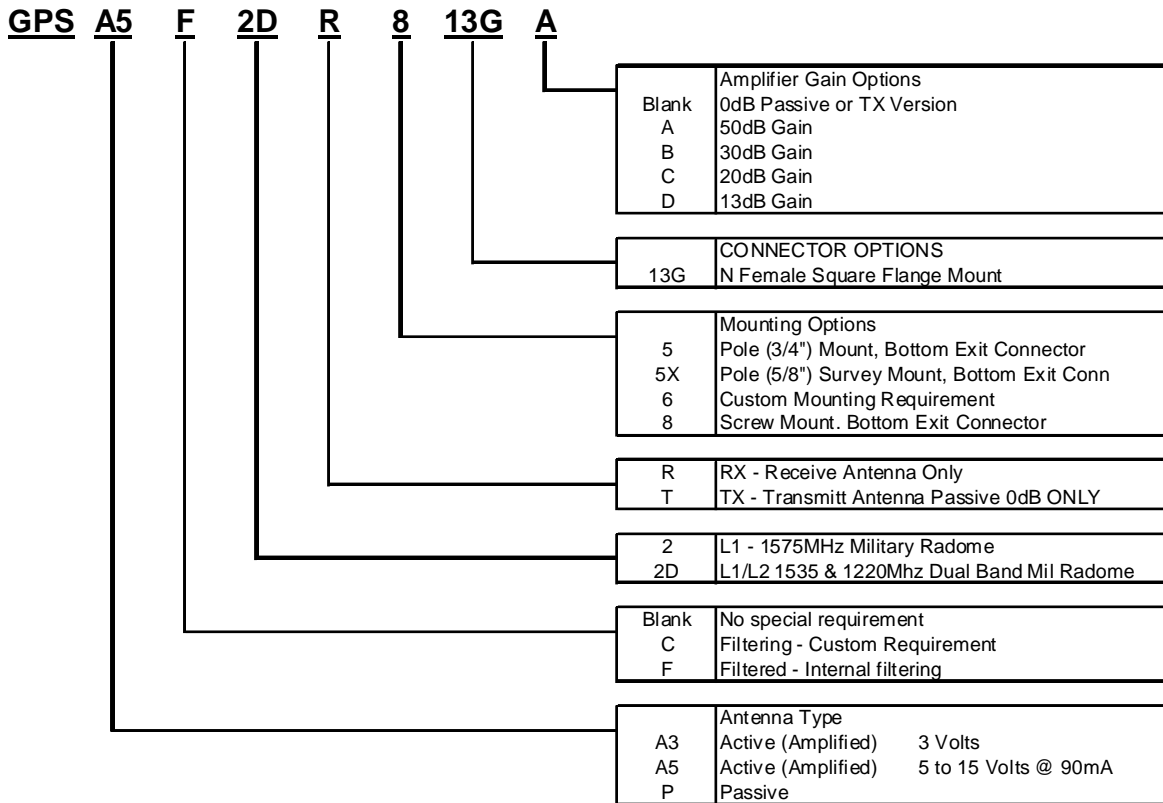 GPS A5 F 2D R 8 13G A
Amplifier Gain Options
Blank 0dB Passive or TX Version
A 50dB Gain
B 30dB Gain
C 20dB Gain
D 13dB Gain
CONNECTOR OPTIONS
13G N Female Square Flange Mount
Mounting Options
5 Pole (3/4") Mount, Bottom Exit Connector
5X Pole (5/8") Survey Mount, Bottom Exit Conn
6 Custom Mounting Requirement
8 Screw Mount. Bottom Exit Connector
R RX - Receive Antenna Only
T TX - Transmitt Antenna Passive 0dB ONLY
2 L1 - 1575MHz Military Radome
2D L1/L2 1535 & 1220Mhz Dual Band Mil Radome
Blank No special requirement
C Filtering - Custom Requirement
F Filtered - Internal filtering
Antenna Type
A3 Active (Amplified) 3 Volts
A5 Active (Amplified) 5 to 15 Volts @ 90mA
P Passive